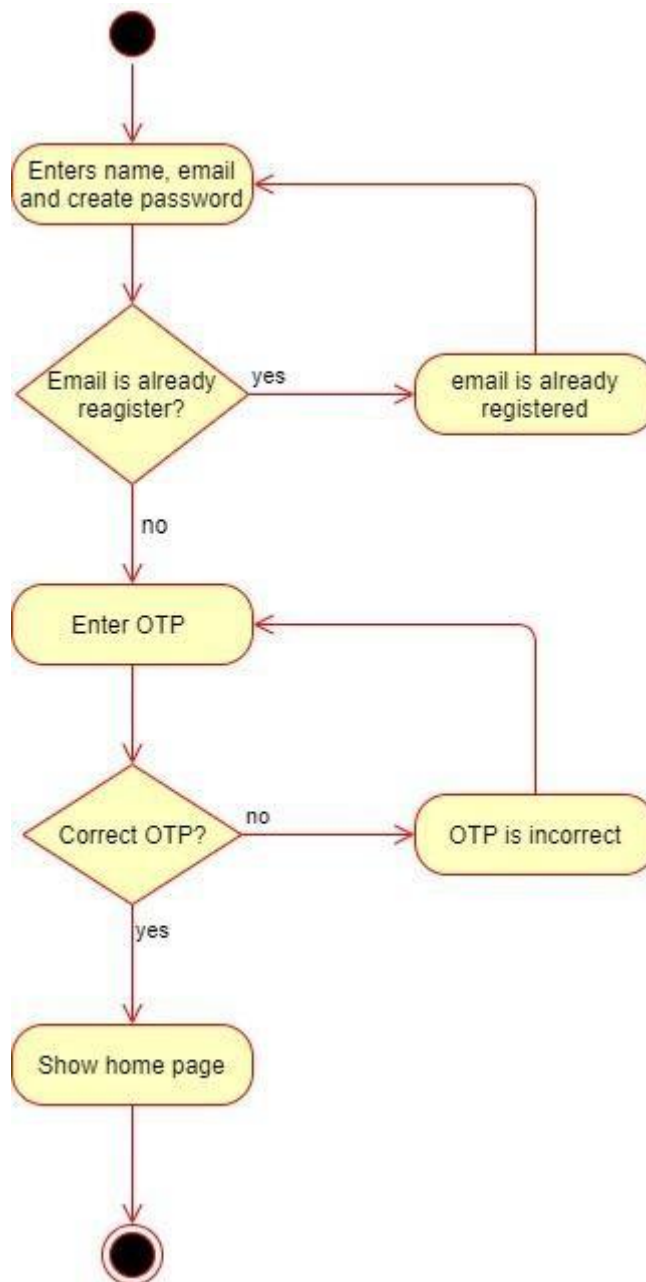 Enters name, email
and create password
Email is already
reagister?
yes
email is already
registered
no
Enter OTP
Correct OTP?
no
OTP is incorrect
yes
Show home page